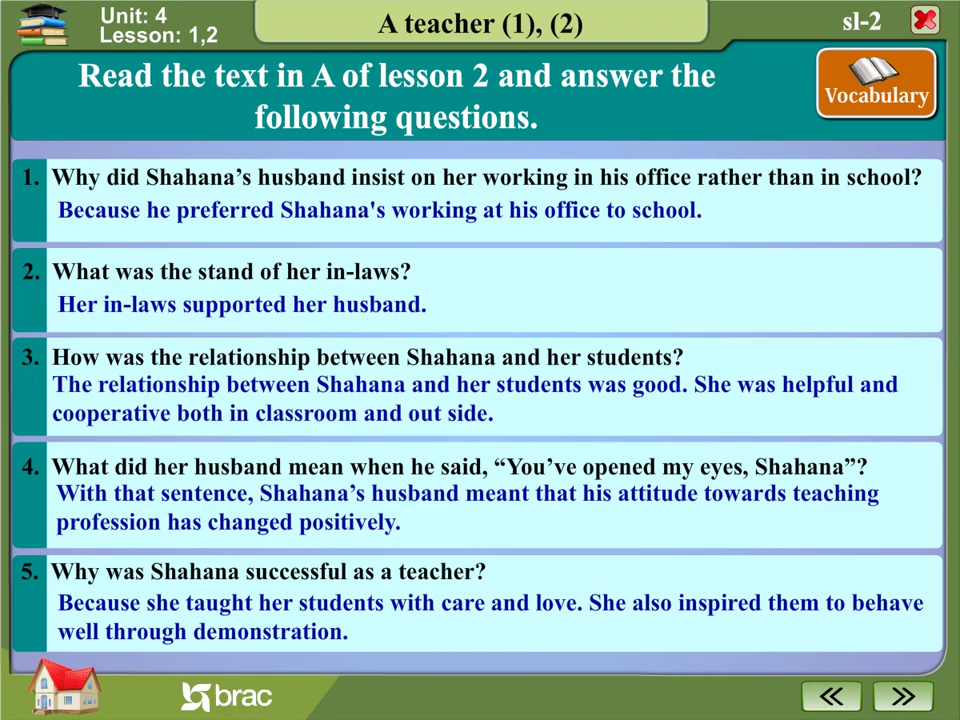 Unit: 4
Lesson: 1,2
A teacher (1), (2)
sl-2
Read the text in A of lesson 2 and answer the
following questions.
Vocabulary
1. Why did Shahana’s husband insist on her working in his office rather than in school?
Because he preferred Shahana's working at his office to school.
2. What was the stand of her in-laws?
Her in-laws supported her husband.
3. How was the relationship between Shahana and her students?
The relationship between Shahana and her students was good. She was helpful and
cooperative both in classroom and out side.
4. What did her husband mean when he said, “You’ve opened my eyes, Shahana”?
With that sentence, Shahana’s husband meant that his attitude towards teaching
profession has changed positively.
5. Why was Shahana successful as a teacher?
Because she taught her students with care and love. She also inspired them to behave
well through demonstration.
brac